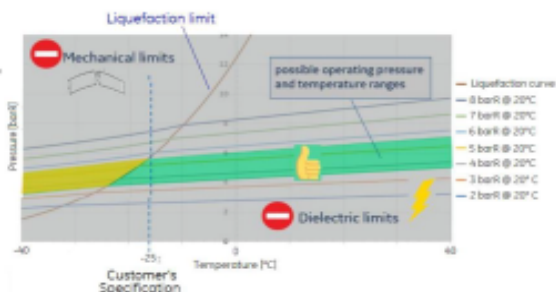 Liquefaction limit
Mechanical limits
possible operating pressure
and temperature ranges
Liquefaction curve
8 barR @ 20°C
7 barR @ 20°C
6 barR @ 20°C
5 barR @ 20°C
4 barR @ 20°C
3 barR @ 20° C
2 barR @ 20°C
Pressure [barR]
Dielectric limits
-40
-25
0
40
Temperature [°C]
Customer's
Specification